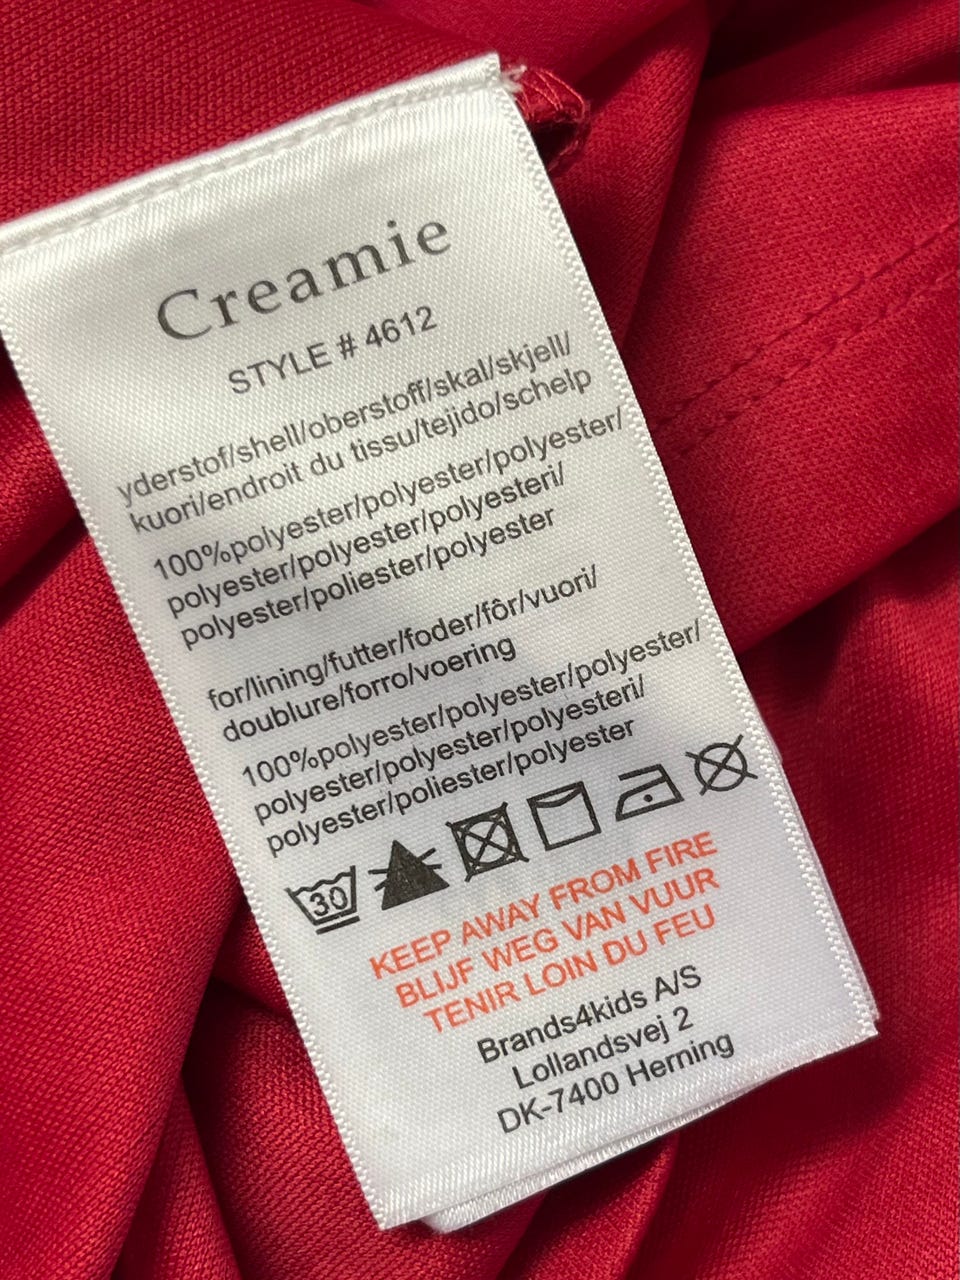 Creamie
STYLE # 4612
yderstof/shell/oberstoff/skal/skjell/
kuori/endroit du tissu/tejido/schelp
100%polyester/polyester/polyester/
polyester/polyester/polyesteri/
polyester/poliester/polyester
for/lining/futter/foder/fôr/vuori/
doublure/forro/voering
100%polyester/polyester/polyester/
polyester/polyester/polyesteri/
polyester/poliester/polyester
30
KEEP AWAY FROM FIRE
BLIJF WEG VAN VUUR
TENIR LOIN DU FEU
Brands4kids A/S
Lollandsvej 2
DK-7400 Herning